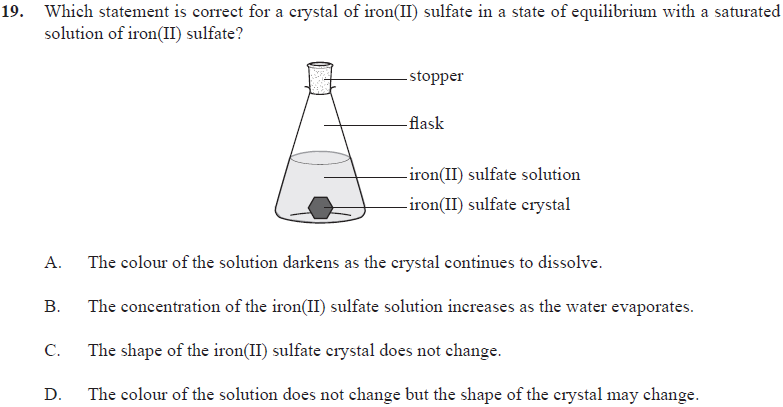 19. Which statement is correct for a crystal of iron(II) sulfate in a state of equilibrium with a saturated
solution of iron(II) sulfate?
stopper
flask
iron(II) sulfate solution
iron(II) sulfate crystal
A. The colour of the solution darkens as the crystal continues to dissolve.
B. The concentration of the iron(II) sulfate solution increases as the water evaporates.
C. The shape of the iron(II) sulfate crystal does not change.
D. The colour of the solution does not change but the shape of the crystal may change.